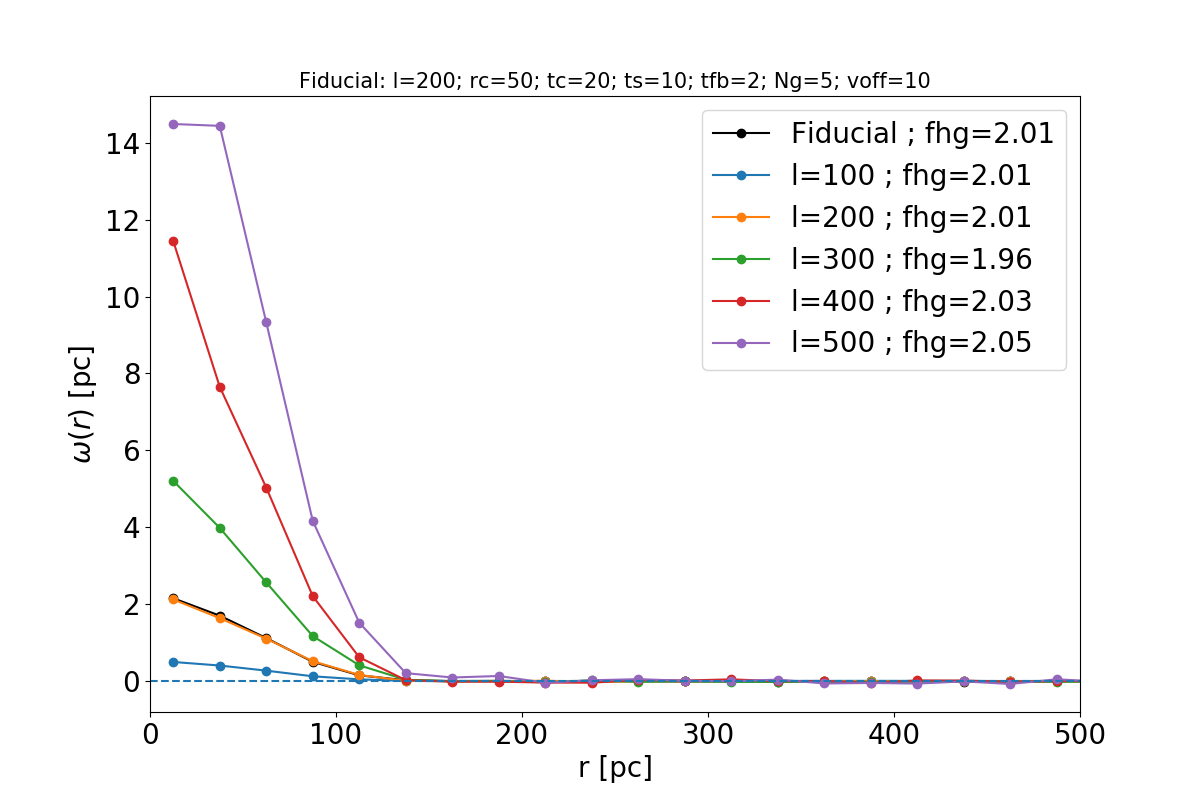 Fiducial: l=200; rc=50; tc=20; ts=10; tfb=2; Ng=5; voff=10
14
12
10
8
6
4
2
0
ω(r) [pc]
Fiducial ; fhg=2.01
l=100 ; fhg=2.01
l=200 ; fhg=2.01
l=300 ; fhg=1.96
l=400 ; fhg=2.03
l=500 ; fhg=2.05
0 100 200 300 400 500
r [pc]